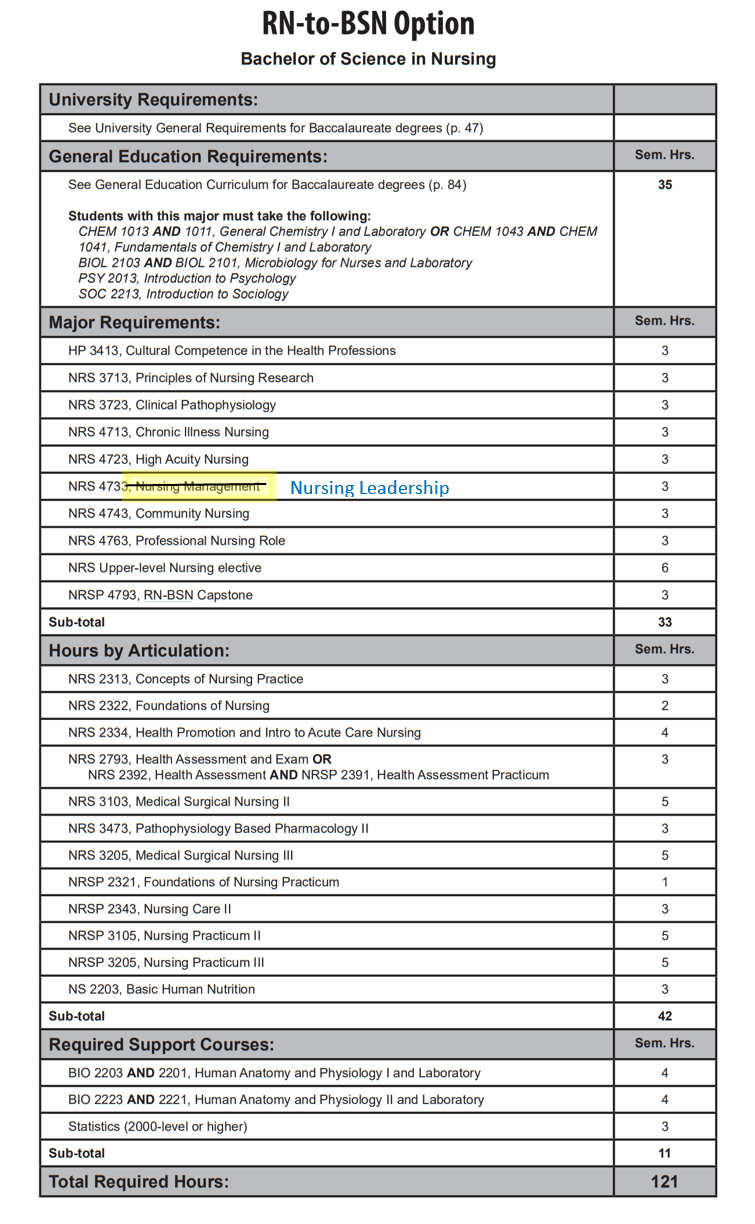 RN-to-BSN Option
Bachelor of Science in Nursing
University Requirements:
See University General Requirements for Baccalaureate degrees (p. 47)
General Education Requirements: Sem. Hrs.
See General Education Curriculum for Baccalaureate degrees (p. 84) 35
Students with this major must take the following:
CHEM 1013 AND 1011, General Chemistry I and Laboratory OR CHEM 1043 AND CHEM
1041, Fundamentals of Chemistry I and Laboratory
BIOL 2103 AND BIOL 2101, Microbiology for Nurses and Laboratory
PSY 2013, Introduction to Psychology
SOC 2213, Introduction to Sociology
Major Requirements: Sem. Hrs.
HP 3413, Cultural Competence in the Health Professions 3
NRS 3713, Principles of Nursing Research 3
NRS 3723, Clinical Pathophysiology 3
NRS 4713, Chronic Illness Nursing 3
NRS 4723, High Acuity Nursing 3
NRS 4733, Nursing Management Nursing Leadership 3
NRS 4743, Community Nursing 3
NRS 4763, Professional Nursing Role 3
NRS Upper-level Nursing elective 6
NRSP 4793, RN-BSN Capstone 3
Sub-total 33
Hours by Articulation: Sem. Hrs.
NRS 2313, Concepts of Nursing Practice 3
NRS 2322, Foundations of Nursing 2
NRS 2334, Health Promotion and Intro to Acute Care Nursing 4
NRS 2793, Health Assessment and Exam OR 3
NRS 2392, Health Assessment AND NRSP 2391, Health Assessment Practicum
NRS 3103, Medical Surgical Nursing II 5
NRS 3473, Pathophysiology Based Pharmacology II 3
NRS 3205, Medical Surgical Nursing III 5
NRSP 2321, Foundations of Nursing Practicum 1
NRSP 2343, Nursing Care II 3
NRSP 3105, Nursing Practicum II 5
NRSP 3205, Nursing Practicum III 5
NS 2203, Basic Human Nutrition 3
Sub-total 42
Required Support Courses: Sem. Hrs.
BIO 2203 AND 2201, Human Anatomy and Physiology I and Laboratory 4
BIO 2223 AND 2221, Human Anatomy and Physiology II and Laboratory 4
Statistics (2000-level or higher) 3
Sub-total 11
Total Required Hours: 121